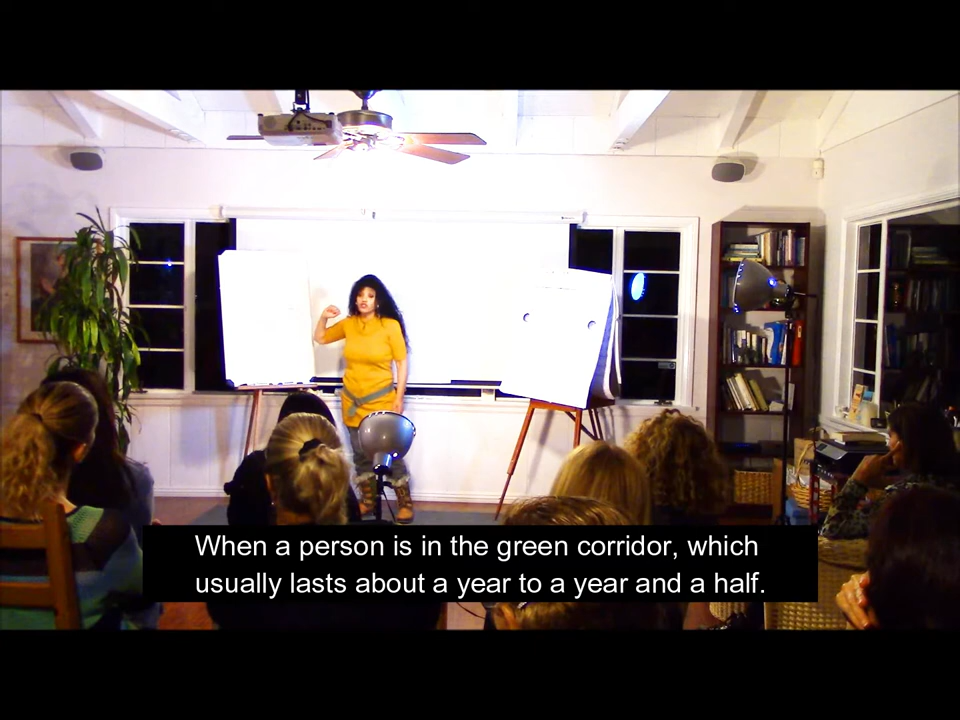 When a person is in the green corridor, which
usually lasts about a year to a year and a half.